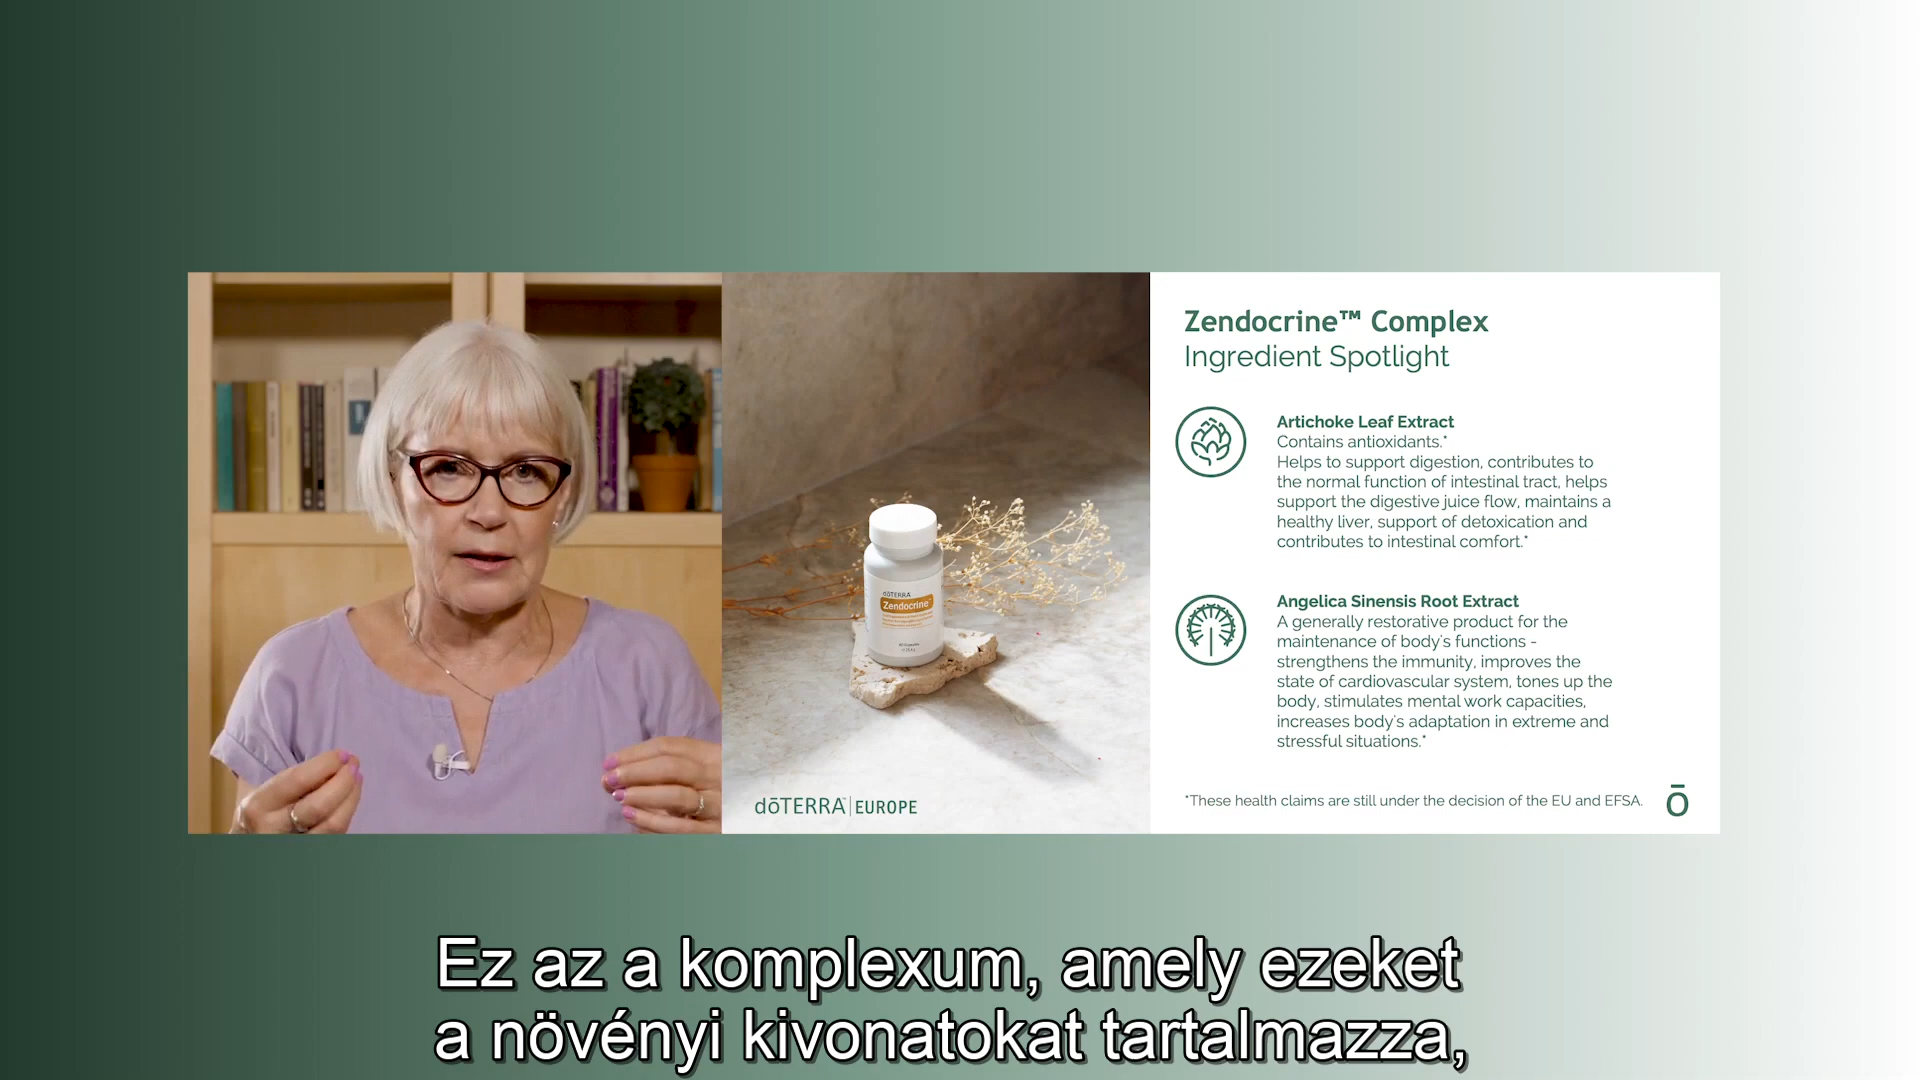 Zendocrine™ Complex
Ingredient Spotlight
Artichoke Leaf Extract
Contains antioxidants.*
Helps to support digestion, contributes to
the normal function of intestinal tract, helps
support the digestive juice flow, maintains a
healthy liver, support of detoxication and
contributes to intestinal comfort.*
Angelica Sinensis Root Extract
A generally restorative product for the
maintenance of body's functions -
strengthens the immunity, improves the
state of cardiovascular system, tones up the
body, stimulates mental work capacities,
increases body's adaptation in extreme and
stressful situations.*
*These health claims are still under the decision of the EU and EFSA.
ō
dōTERRA
Zendocrine™
dōTERRA™ | EUROPE
Ez az a komplexum, amely ezeket
a növényi kivonatokat tartalmazza,